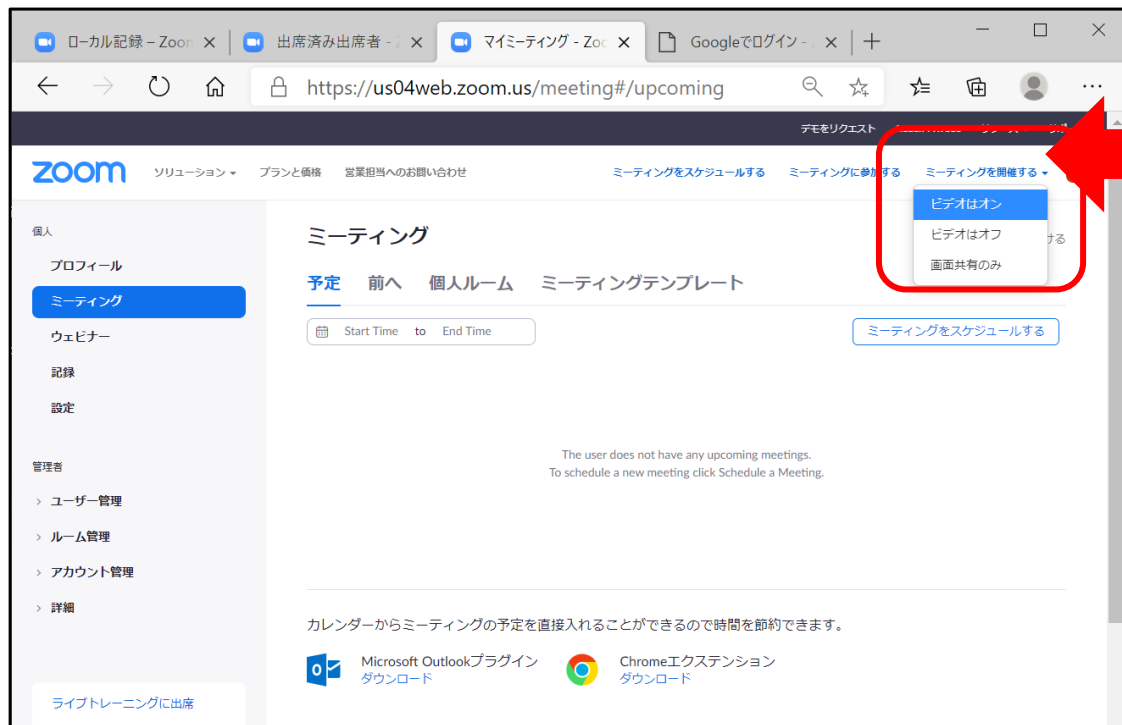 ローカル記録 – Zoon
出席済み出席者 -
マイミーティング - Zoo
Googleでログイン -
https://us04web.zoom.us/meeting#/upcoming
デモをリクエスト
zoom
ソリューション
プランと価格
営業担当へのお問い合わせ
ミーティングをスケジュールする
ミーティングに参加する
ミーティングを開催する
ビデオはオン
ビデオはオフ
画面共有のみ
ける
個人
プロフィール
ミーティング
ウェビナー
記録
設定
管理者
ユーザー管理
ルーム管理
アカウント管理
詳細
ライブトレーニングに出席
ミーティング
予定 前へ 個人ルーム ミーティングテンプレート
Start Time to End Time
ミーティングをスケジュールする
The user does not have any upcoming meetings.
To schedule a new meeting click Schedule a Meeting.
カレンダーからミーティングの予定を直接入れることができるので時間を節約できます。
Microsoft Outlookプラグイン
ダウンロード
Chromeエクステンション
ダウンロード